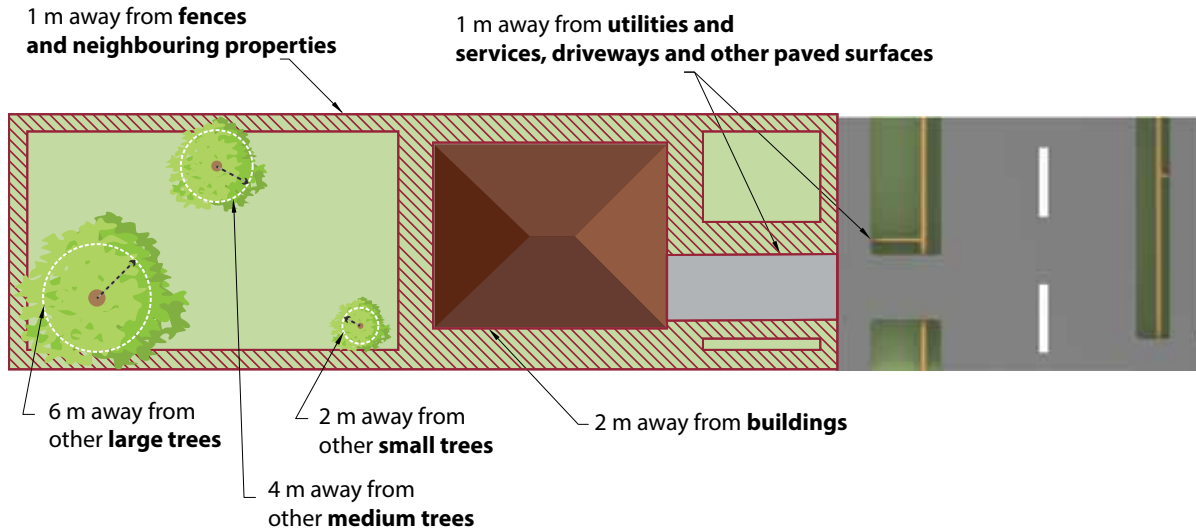 1 m away from fences
and neighbouring properties
1 m away from utilities and
services, driveways and other paved surfaces
6 m away from
other large trees
2 m away from
other small trees
2 m away from buildings
4 m away from
other medium trees